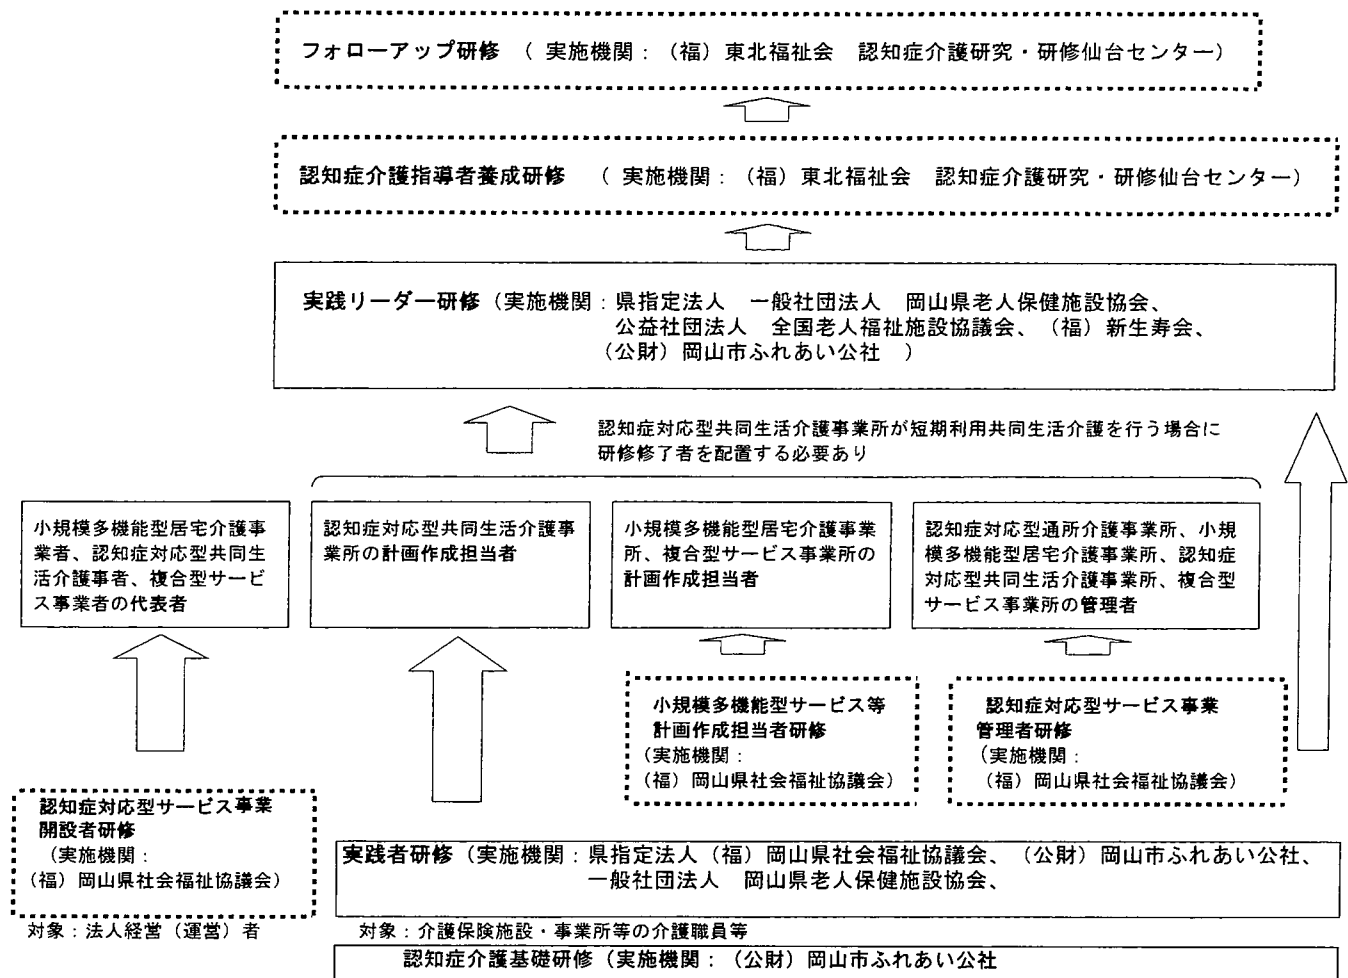 フォローアップ研修 ( 実施機関：（福）東北福祉会　認知症介護研究・研修仙台センター）
認知症介護指導者養成研修　( 実施機関：（福）東北福祉会　認知症介護研究・研修仙台センター）
実践リーダー研修（実施機関：県指定法人　一般社団法人　岡山県老人保健施設協会、
公益社団法人　全国老人福祉施設協議会、（福）新生寿会、
（公財）岡山市ふれあい公社　）
認知症対応型共同生活介護事業所が短期利用共同生活介護を行う場合に
研修修了者を配置する必要あり
小規模多機能型居宅介護事
業者、認知症対応型共同生
活介護事者、複合型サービ
ス事業者の代表者
認知症対応型共同生活介護事
業所の計画作成担当者
小規模多機能型居宅介護事業
所、複合型サービス事業所の
計画作成担当者
認知症対応型通所介護事業所、小規
模多機能型居宅介護事業所、認知症
対応型共同生活介護事業所、複合型
サービス事業所の管理者
小規模多機能型サービス等
計画作成担当者研修
（実施機関：
（福）岡山県社会福祉協議会）
認知症対応型サービス事業
管理者研修
（実施機関：
（福）岡山県社会福祉協議会）
認知症対応型サービス事業
開設者研修
（実施機関：
（福）岡山県社会福祉協議会）
対象：法人経営（運営）者
実践者研修（実施機関：県指定法人（福）岡山県社会福祉協議会、（公財）岡山市ふれあい公社、
一般社団法人　岡山県老人保健施設協会、
対象：介護保険施設・事業所等の介護職員等
認知症介護基礎研修（実施機関：（公財）岡山市ふれあい公社